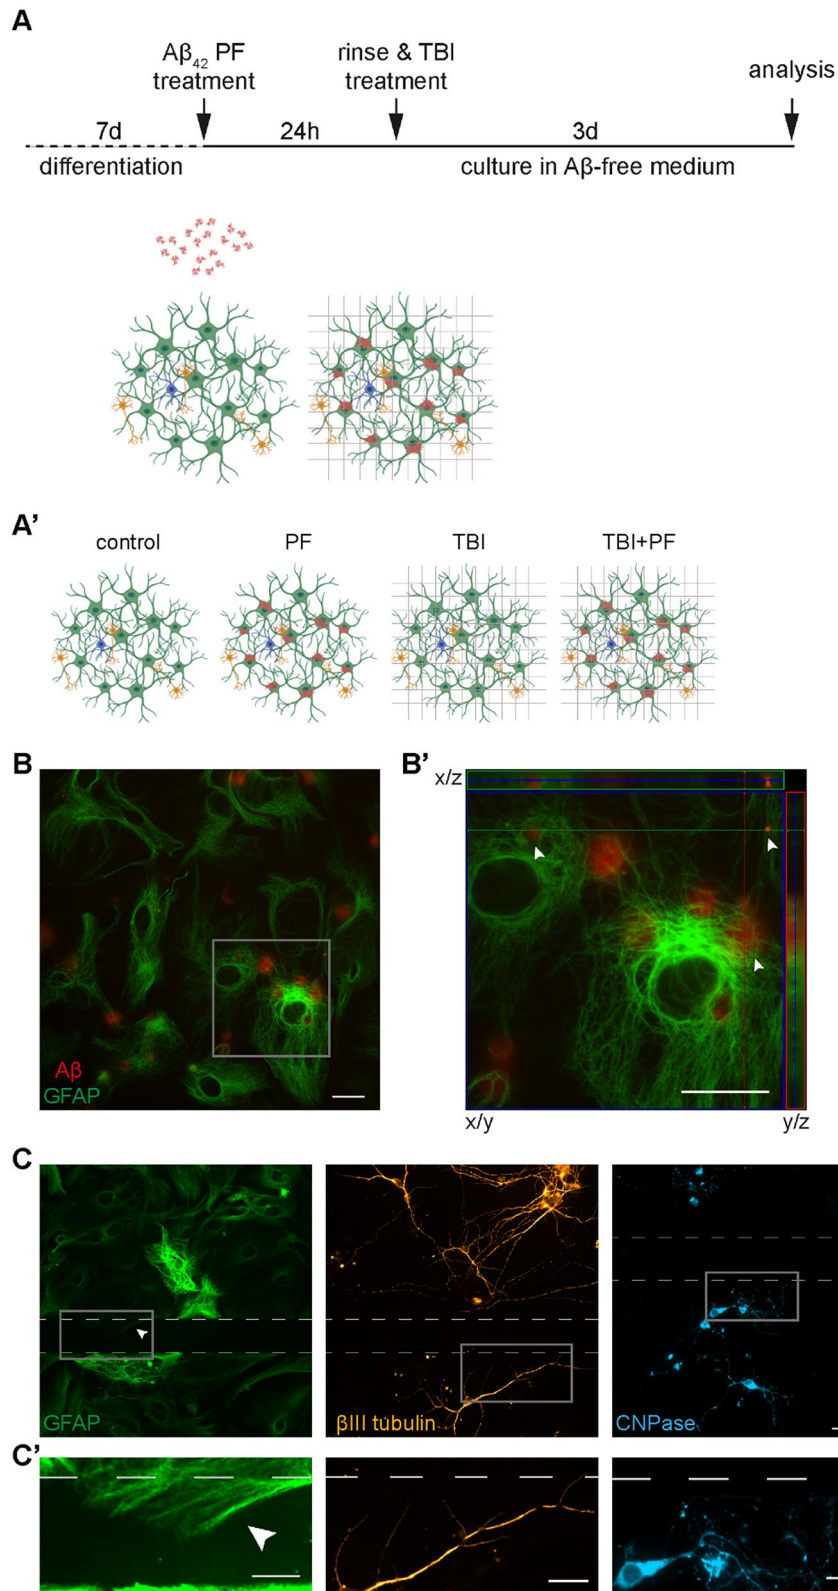 A
Aβ₄₂ PF
treatment
rinse & TBI
treatment
analysis
7d
24h
3d
differentiation
culture in Aβ-free medium
A’
control
PF
TBI
TBI+PF
B
Aβ
GFAP
B’
x/z
x/y
y/z
C
GFAP
βIII tubulin
CNPase
C’